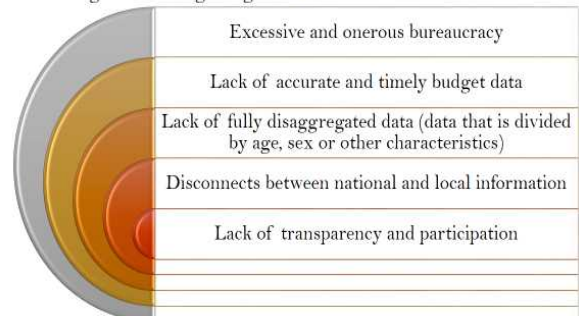 Excessive and onerous bureaucracy
Lack of accurate and timely budget data
Lack of fully disaggregated data (data that is divided
by age, sex or other characteristics)
Disconnects between national and local information
Lack of transparency and participation